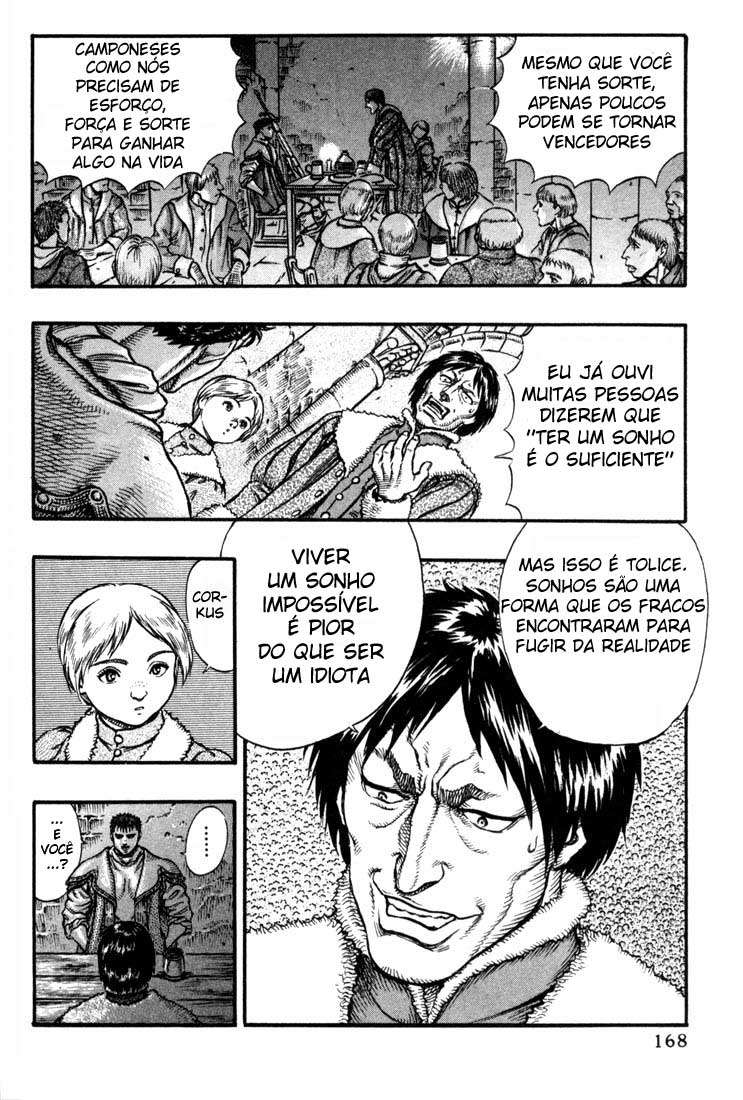 MESMO QUE VOCÊ
TENHA SORTE,
APENAS POUCOS
PODEM SE TORNAR
VENCEDORES
CAMPONESES
COMO NÓS
PRECISAM DE
ESFORÇO,
FORÇA E SORTE
PARA GANHAR
ALGO NA VIDA
EU JÁ OUVI
MUITAS PESSOAS
DIZEREM QUE
"TER UM SONHO
É O SUFICIENTE"
MAS ISSO É TOLICE.
SONHOS SÃO UMA
FORMA QUE OS FRACOS
ENCONTRARAM PARA
FUGIR DA REALIDADE
VIVER
UM SONHO
IMPOSSÍVEL
É PIOR
DO QUE SER
UM IDIOTA
COR-
KUS
......
...
E
VOCÊ
...?
168